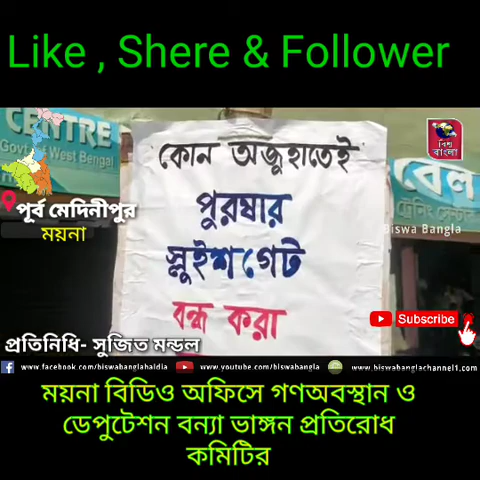 Like , Shere & Follower
CENTRE
Govt of West Bengal
কোন অজুহাতেই
পুরষার
স্লুইশগেট
বন্ধ করা
বিশ্ব
বাংলা
বেল
ট্রেনিং সেন্টার
Biswa Bangla
পূর্ব মেদিনীপুর
ময়না
Subscribe
প্রতিনিধি- সুজিত মন্ডল
www.facebook.com/biswabanglahaldia
www.youtube.com/biswabangla
www.biswabanglachannel1.com
ময়না বিডিও অফিসে গণঅবস্থান ও
ডেপুটেশন বন্যা ভাঙ্গন প্রতিরোধ
কমিটির